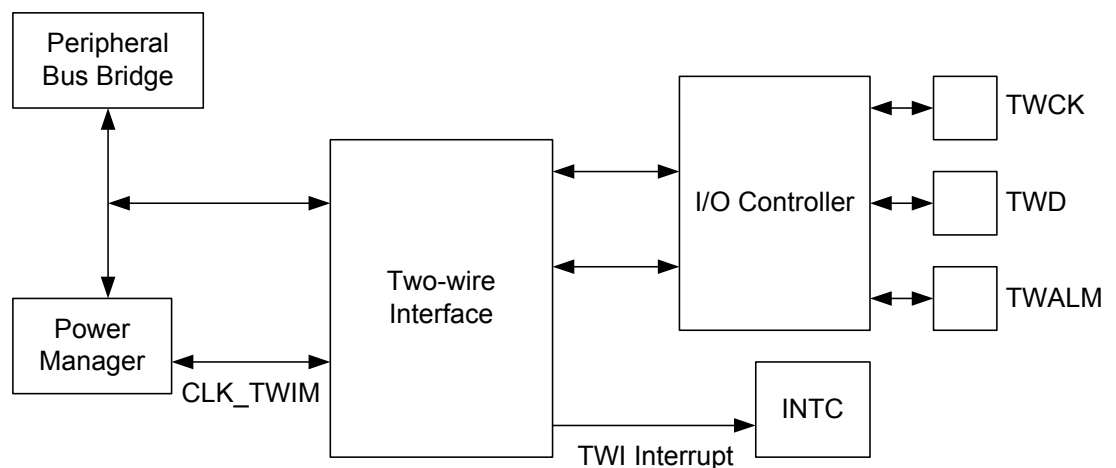 Peripheral
Bus Bridge
TWCK
I/O Controller
TWD
Two-wire
Interface
TWALM
Power
Manager
CLK_TWIM
INTC
TWI Interrupt